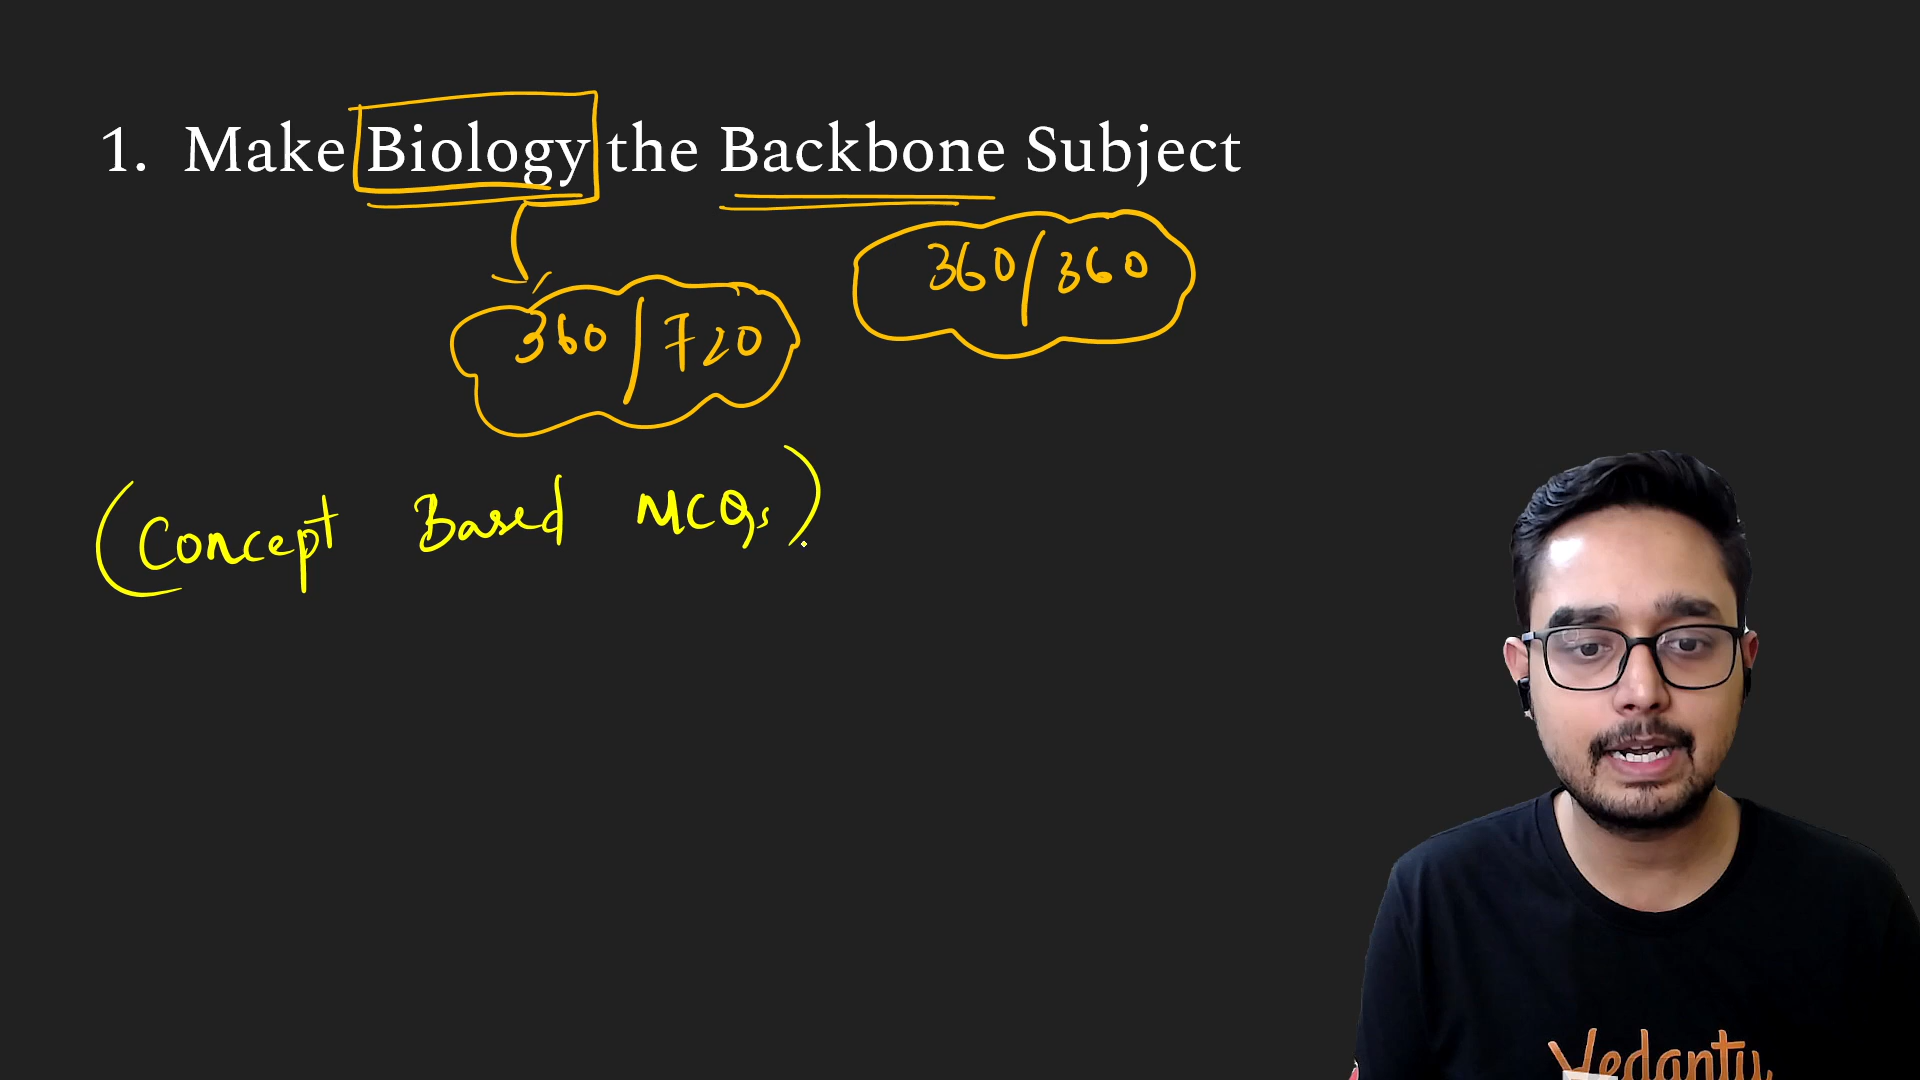 1. Make Biology the Backbone Subject
360/360
360/720
(Concept Based MCQs)
Vedantu